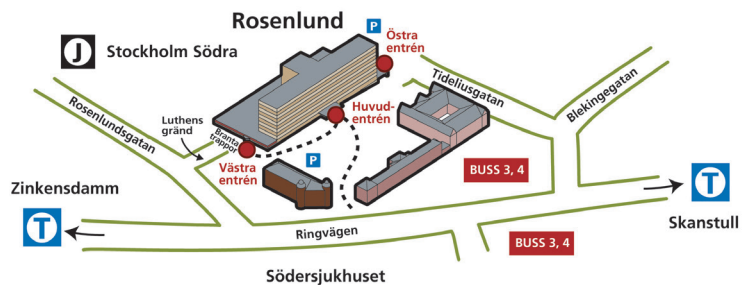 Rosenlund
P
Östra
entrén
J
Stockholm Södra
Tideliusgatan
Blekingegatan
Rosenlundsgatan
Luthens
gränd
Branta
trappor
Huvud-
entrén
Västra
entrén
P
BUSS 3, 4
Zinkensdamm
T
T
Skanstull
Ringvägen
BUSS 3, 4
Södersjukhuset